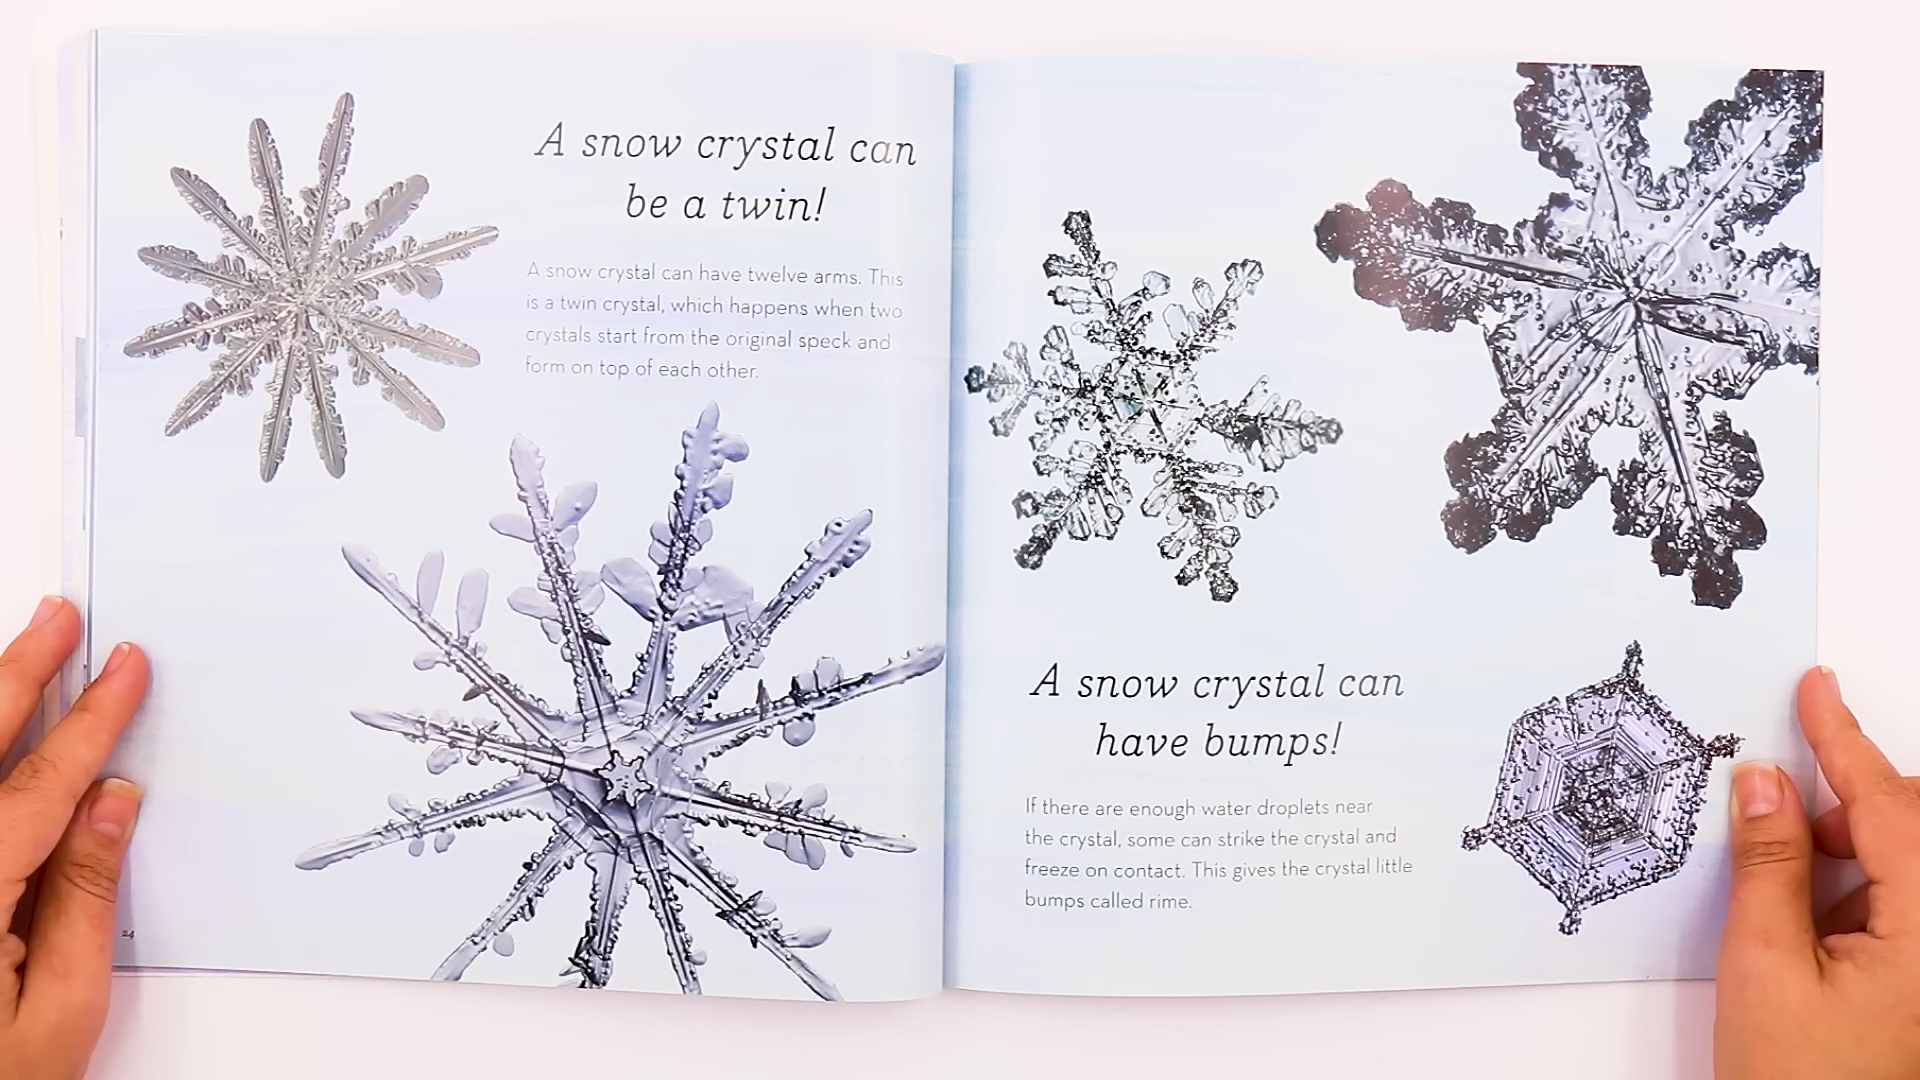 A snow crystal can
be a twin!
A snow crystal can have twelve arms. This
is a twin crystal, which happens when two
crystals start from the original speck and
form on top of each other.
24
A snow crystal can
have bumps!
If there are enough water droplets near
the crystal, some can strike the crystal and
freeze on contact. This gives the crystal little
bumps called rime.